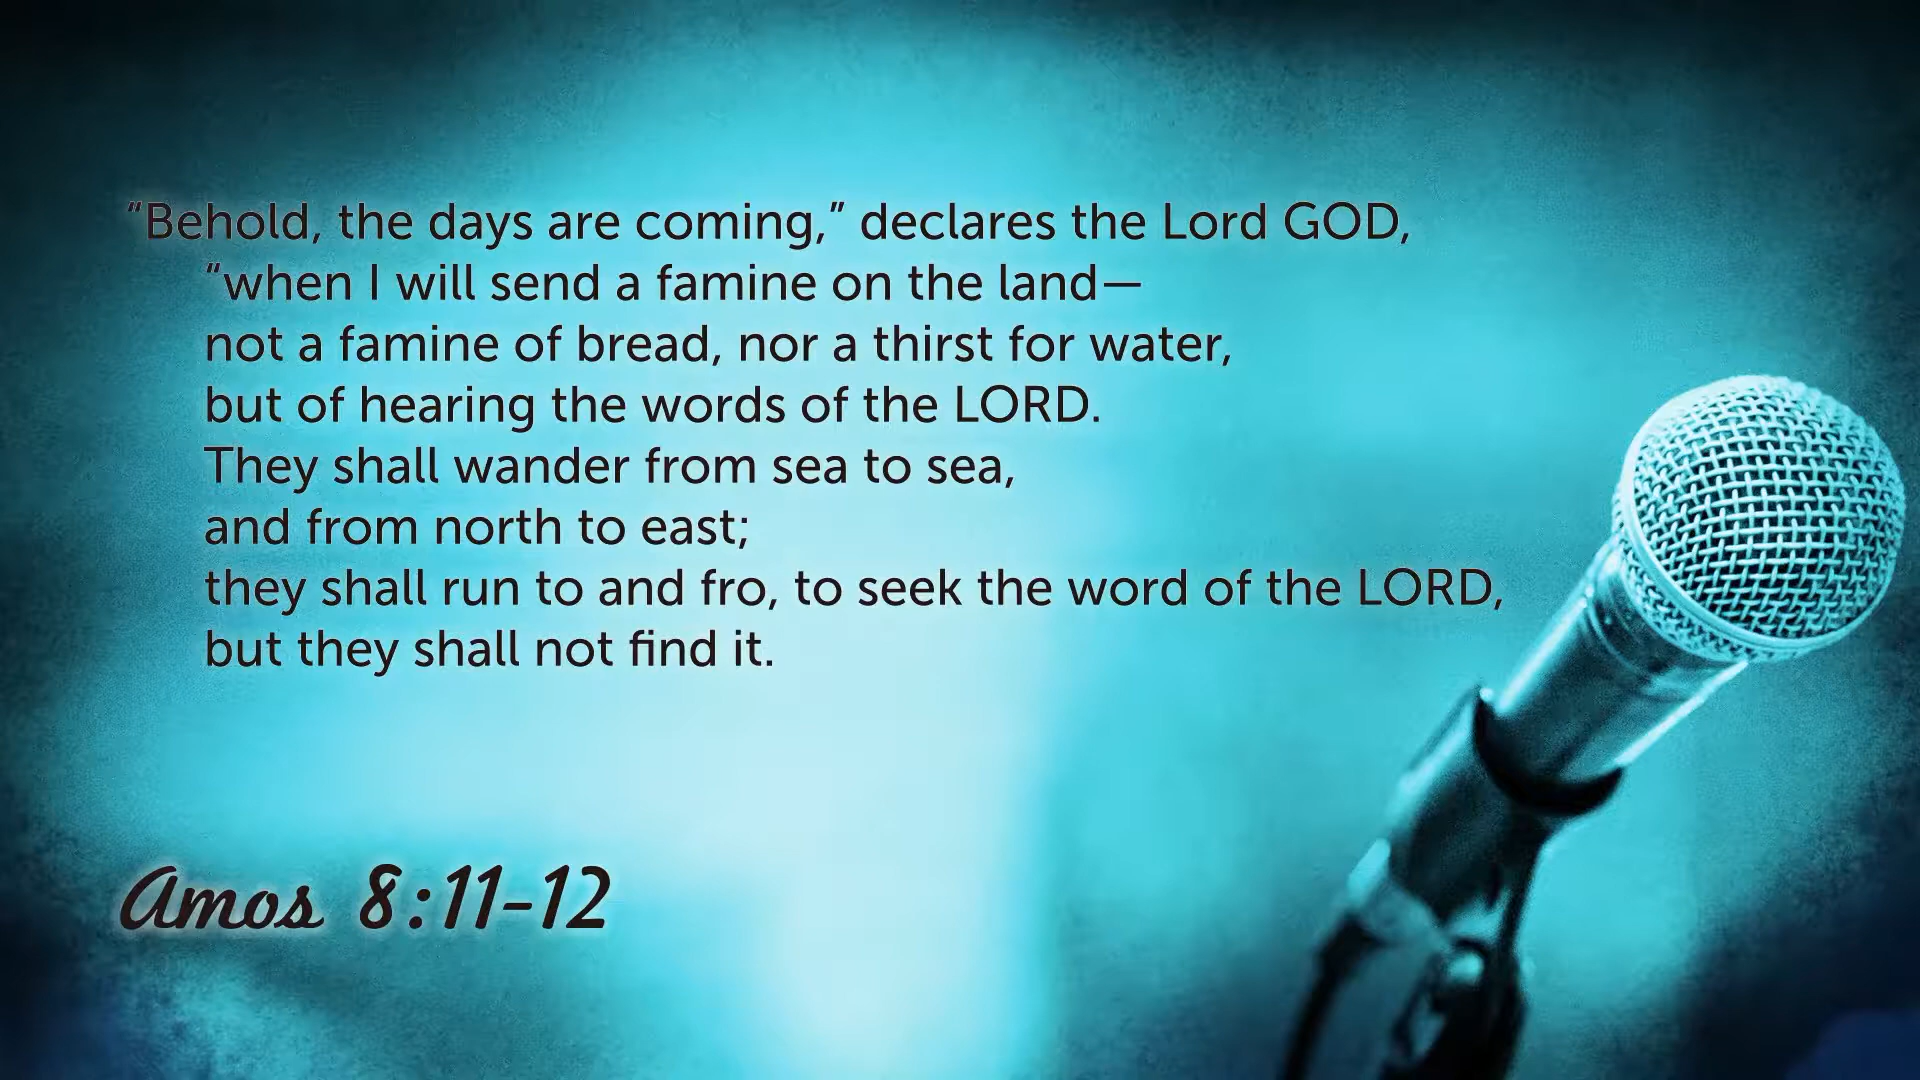 “Behold, the days are coming,” declares the Lord GOD,
“when I will send a famine on the land—
not a famine of bread, nor a thirst for water,
but of hearing the words of the LORD.
They shall wander from sea to sea,
and from north to east;
they shall run to and fro, to seek the word of the LORD,
but they shall not find it.
Amos 8:11-12